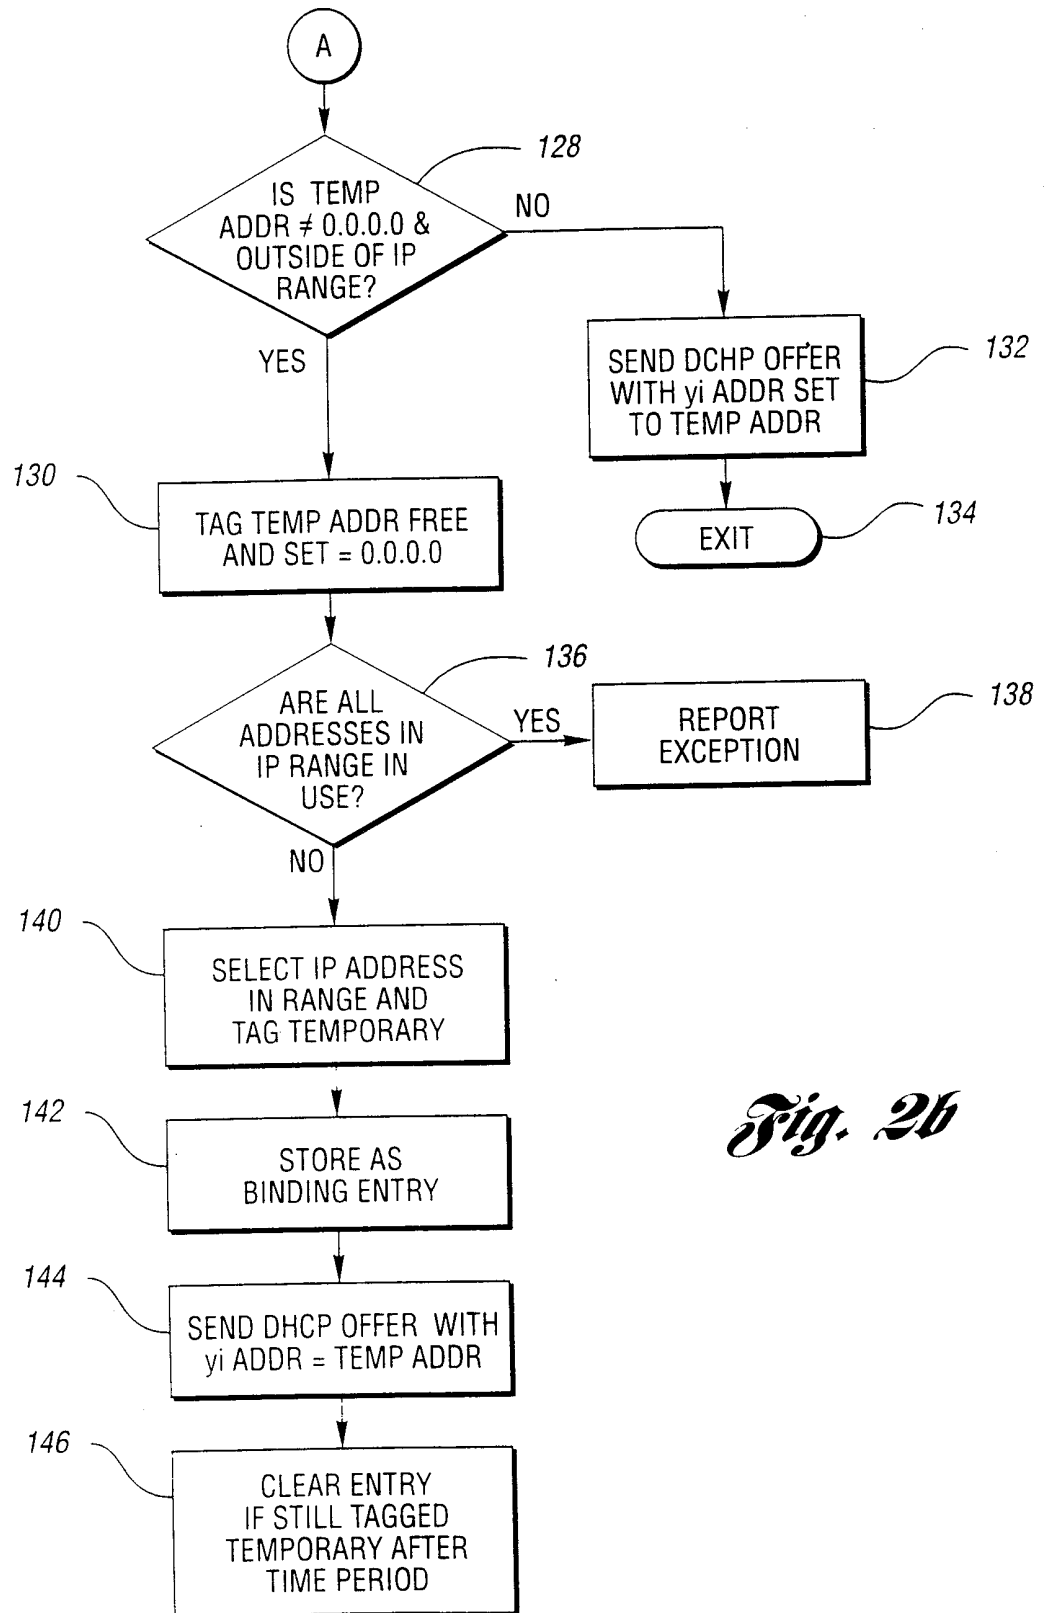 A
128
IS TEMP
ADDR ≠ 0.0.0.0 &
OUTSIDE OF IP
RANGE?
NO
YES
SEND DCHP OFFER
WITH yi ADDR SET
TO TEMP ADDR
132
130
TAG TEMP ADDR FREE
AND SET = 0.0.0.0
EXIT
134
136
ARE ALL
ADDRESSES IN
IP RANGE IN
USE?
YES
REPORT
EXCEPTION
138
NO
140
SELECT IP ADDRESS
IN RANGE AND
TAG TEMPORARY
142
STORE AS
BINDING ENTRY
Fig. 2b
144
SEND DHCP OFFER WITH
yi ADDR = TEMP ADDR
146
CLEAR ENTRY
IF STILL TAGGED
TEMPORARY AFTER
TIME PERIOD